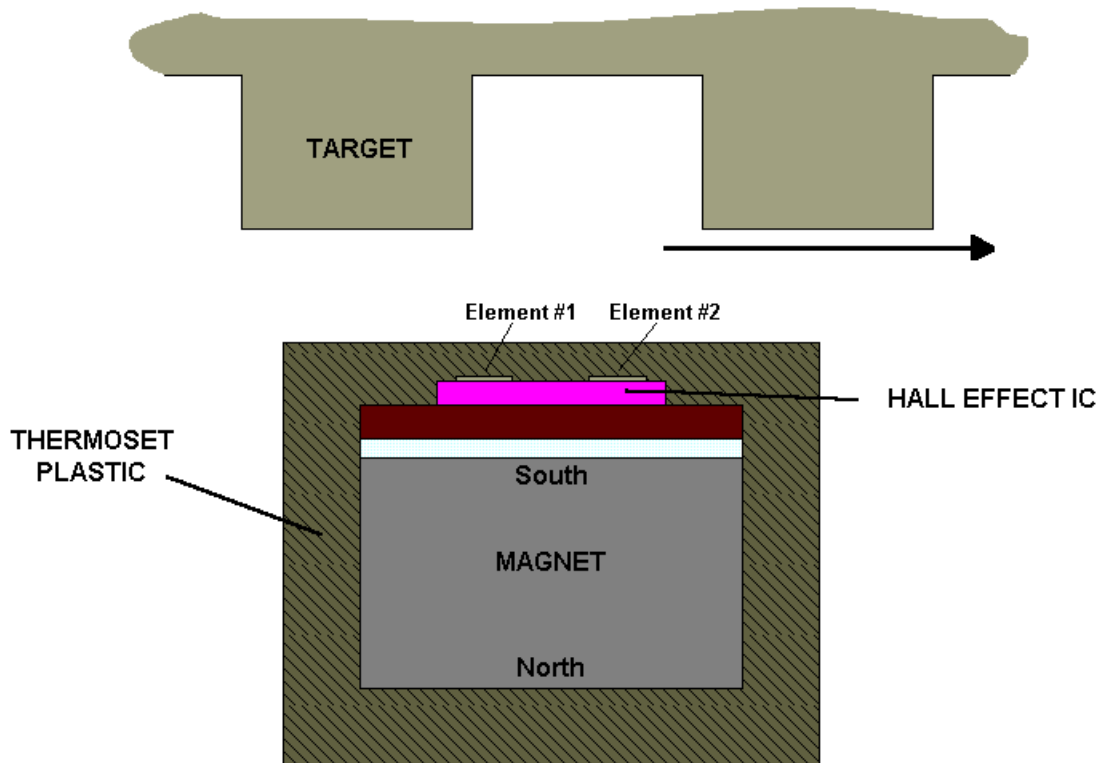 TARGET
Element #1
Element #2
HALL EFFECT IC
THERMOSET
PLASTIC
South
MAGNET
North